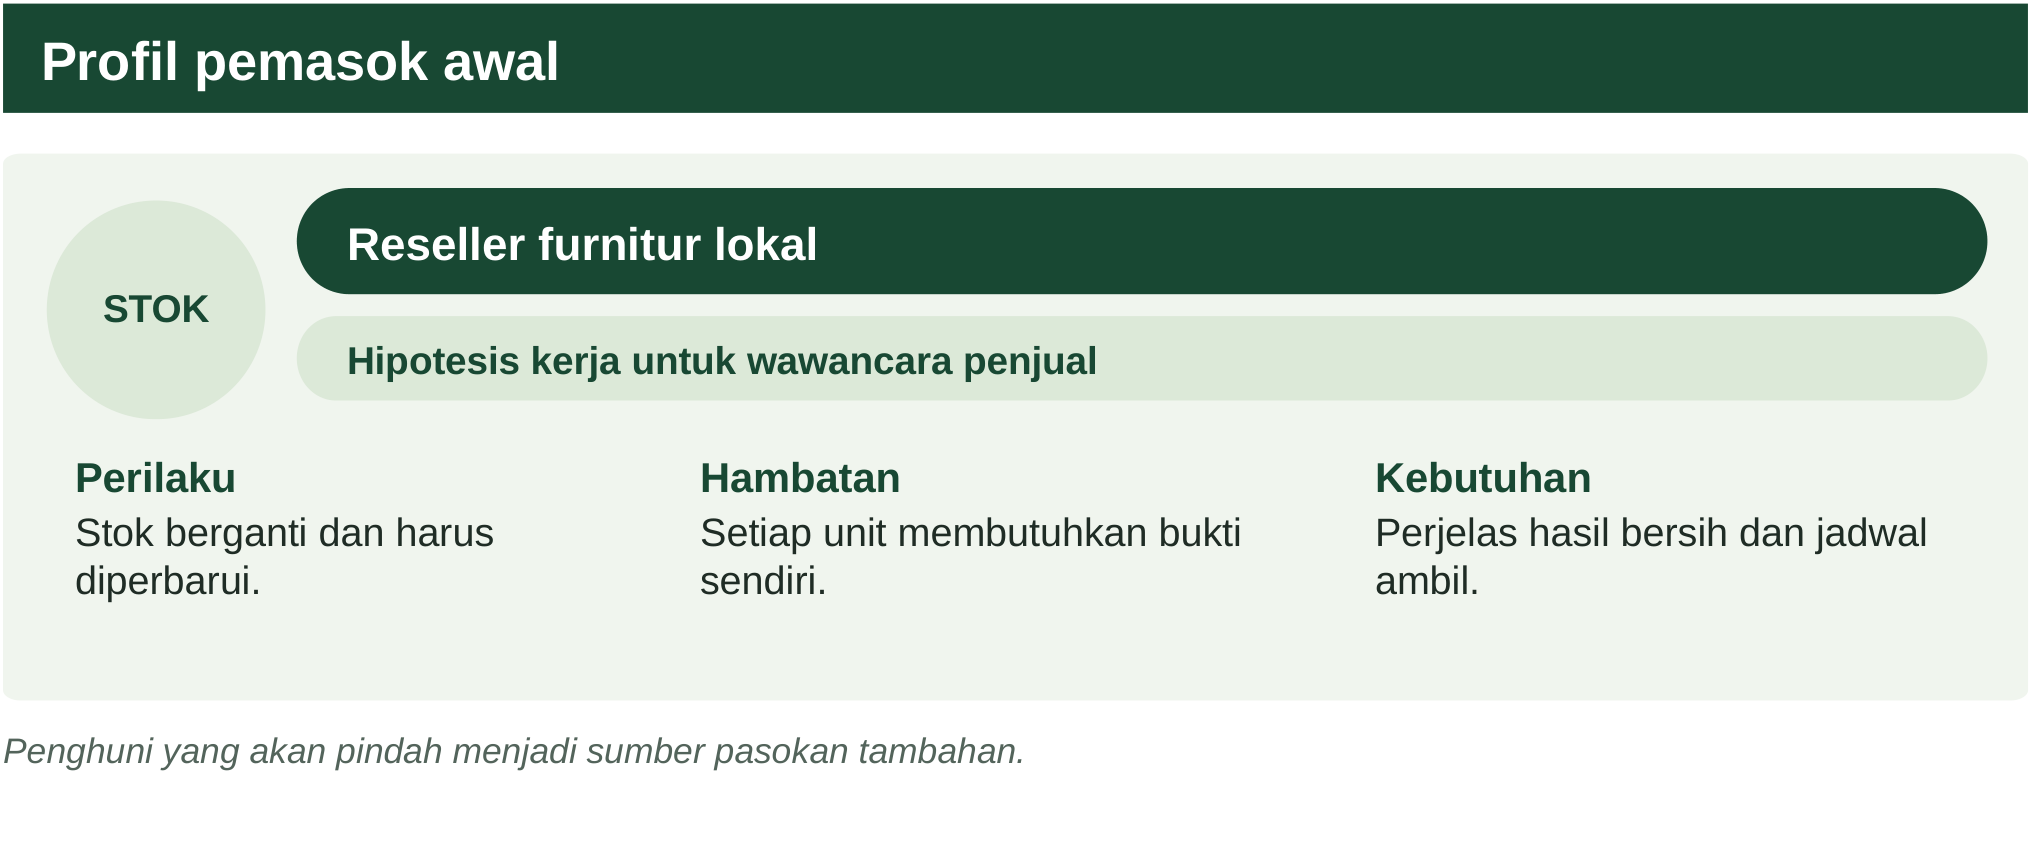 Profil pemasok awal
STOK
Reseller furnitur lokal
Hipotesis kerja untuk wawancara penjual
Perilaku
Stok berganti dan harus
diperbarui.
Hambatan
Setiap unit membutuhkan bukti
sendiri.
Kebutuhan
Perjelas hasil bersih dan jadwal
ambil.
Penghuni yang akan pindah menjadi sumber pasokan tambahan.